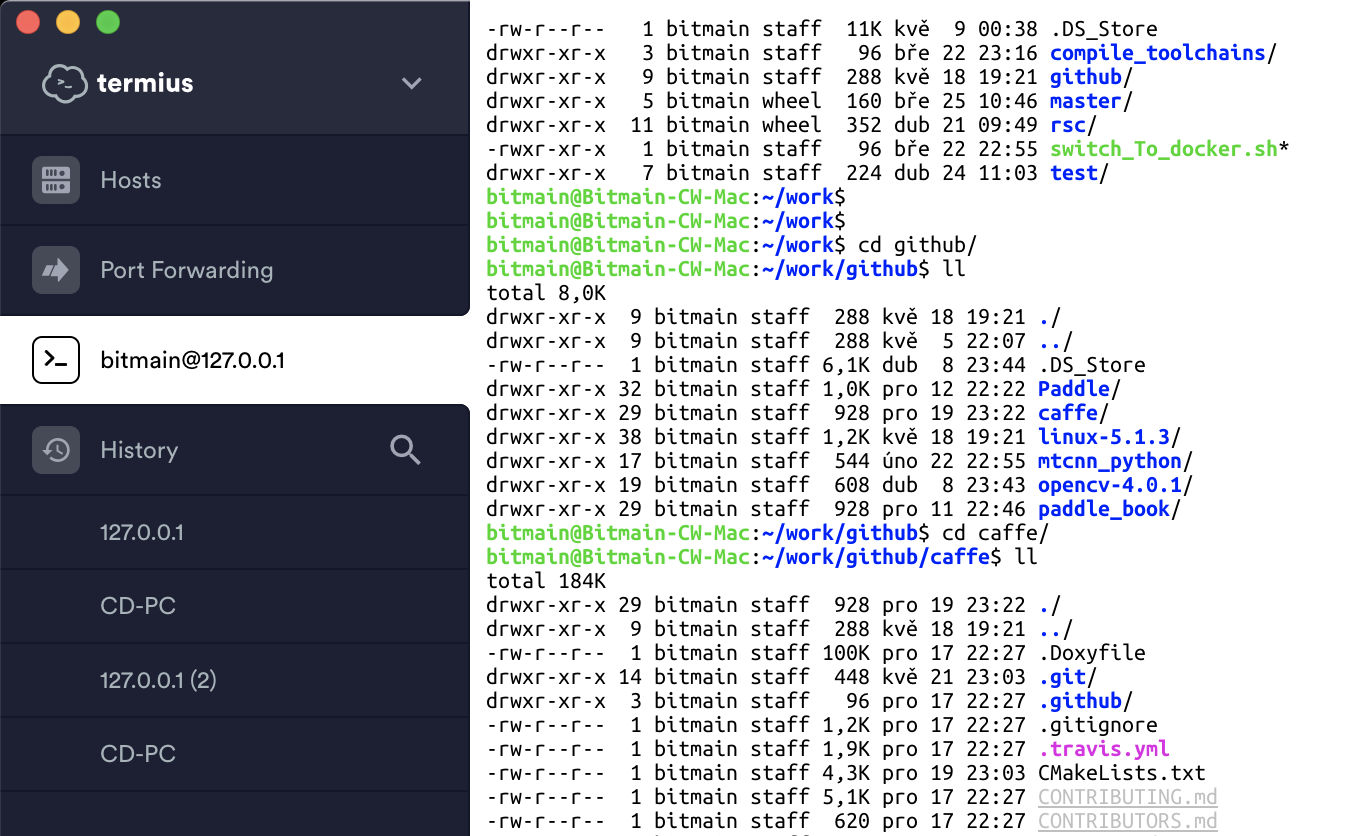 termius
Hosts
Port Forwarding
bitmain@127.0.0.1
History
127.0.0.1
CD-PC
127.0.0.1 (2)
CD-PC
-rw-r--r--   1 bitmain staff  11K kvě  9 00:38 .DS_Store
drwxr-xr-x   3 bitmain staff   96 bře 22 23:16 compile_toolchains/
drwxr-xr-x   9 bitmain staff  288 kvě 18 19:21 github/
drwxr-xr-x   5 bitmain wheel  160 bře 25 10:46 master/
drwxr-xr-x  11 bitmain wheel  352 dub 21 09:49 rsc/
-rwxr-xr-x   1 bitmain staff   96 bře 22 22:55 switch_To_docker.sh*
drwxr-xr-x   7 bitmain staff  224 dub 24 11:03 test/
bitmain@Bitmain-CW-Mac:~/work$
bitmain@Bitmain-CW-Mac:~/work$
bitmain@Bitmain-CW-Mac:~/work$ cd github/
bitmain@Bitmain-CW-Mac:~/work/github$ ll
total 8,0K
drwxr-xr-x  9 bitmain staff  288 kvě 18 19:21 ./
drwxr-xr-x  9 bitmain staff  288 kvě  5 22:07 ../
-rw-r--r--  1 bitmain staff 6,1K dub  8 23:44 .DS_Store
drwxr-xr-x 32 bitmain staff 1,0K pro 12 22:22 Paddle/
drwxr-xr-x 29 bitmain staff  928 pro 19 23:22 caffe/
drwxr-xr-x 38 bitmain staff 1,2K kvě 18 19:21 linux-5.1.3/
drwxr-xr-x 17 bitmain staff  544 úno 22 22:55 mtcnn_python/
drwxr-xr-x 19 bitmain staff  608 dub  8 23:43 opencv-4.0.1/
drwxr-xr-x 29 bitmain staff  928 pro 11 22:46 paddle_book/
bitmain@Bitmain-CW-Mac:~/work/github$ cd caffe/
bitmain@Bitmain-CW-Mac:~/work/github/caffe$ ll
total 184K
drwxr-xr-x 29 bitmain staff  928 pro 19 23:22 ./
drwxr-xr-x  9 bitmain staff  288 kvě 18 19:21 ../
-rw-r--r--  1 bitmain staff 100K pro 17 22:27 .Doxyfile
drwxr-xr-x 14 bitmain staff  448 kvě 21 23:03 .git/
drwxr-xr-x  3 bitmain staff   96 pro 17 22:27 .github/
-rw-r--r--  1 bitmain staff 1,2K pro 17 22:27 .gitignore
-rw-r--r--  1 bitmain staff 1,9K pro 17 22:27 .travis.yml
-rw-r--r--  1 bitmain staff 4,3K pro 19 23:03 CMakeLists.txt
-rw-r--r--  1 bitmain staff 5,1K pro 17 22:27 CONTRIBUTING.md
-rw-r--r--  1 bitmain staff  620 pro 17 22:27 CONTRIBUTORS.md